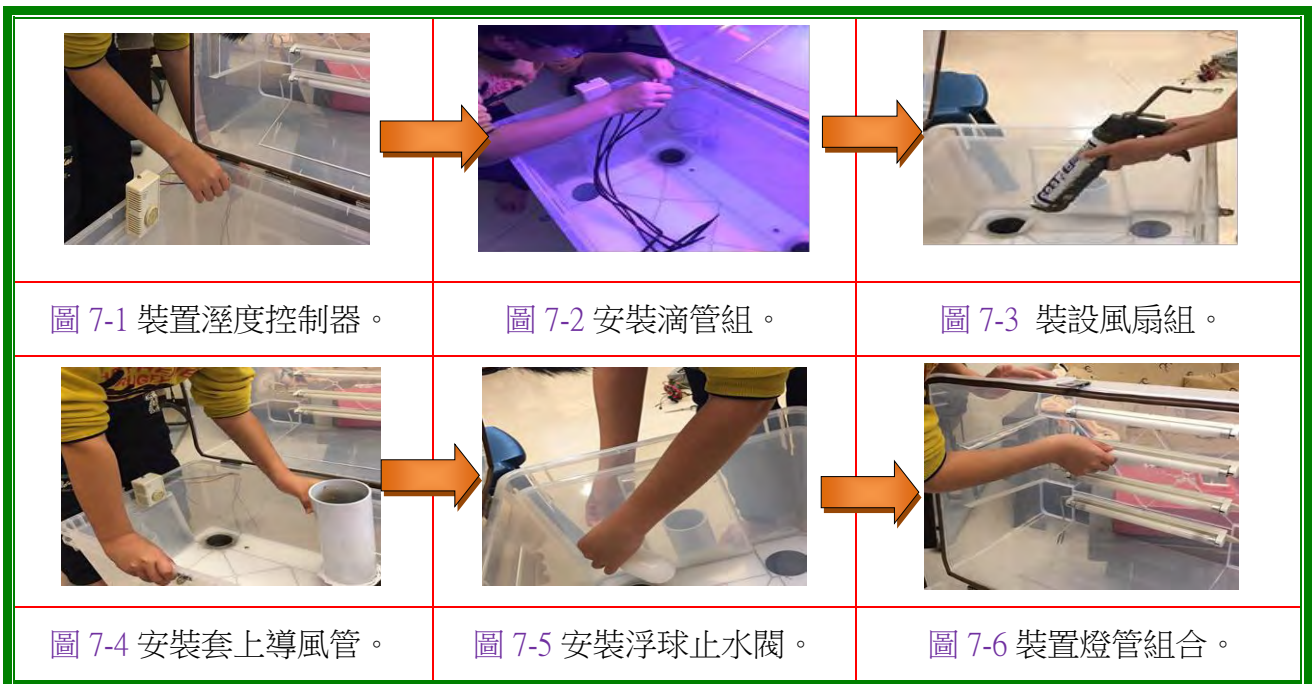 圖 7-1 裝置溼度控制器。
圖 7-2 安裝滴管組。
圖 7-3 裝設風扇組。
圖 7-4 安裝套上導風管。
圖 7-5 安裝浮球止水閥。
圖 7-6 裝置燈管組合。